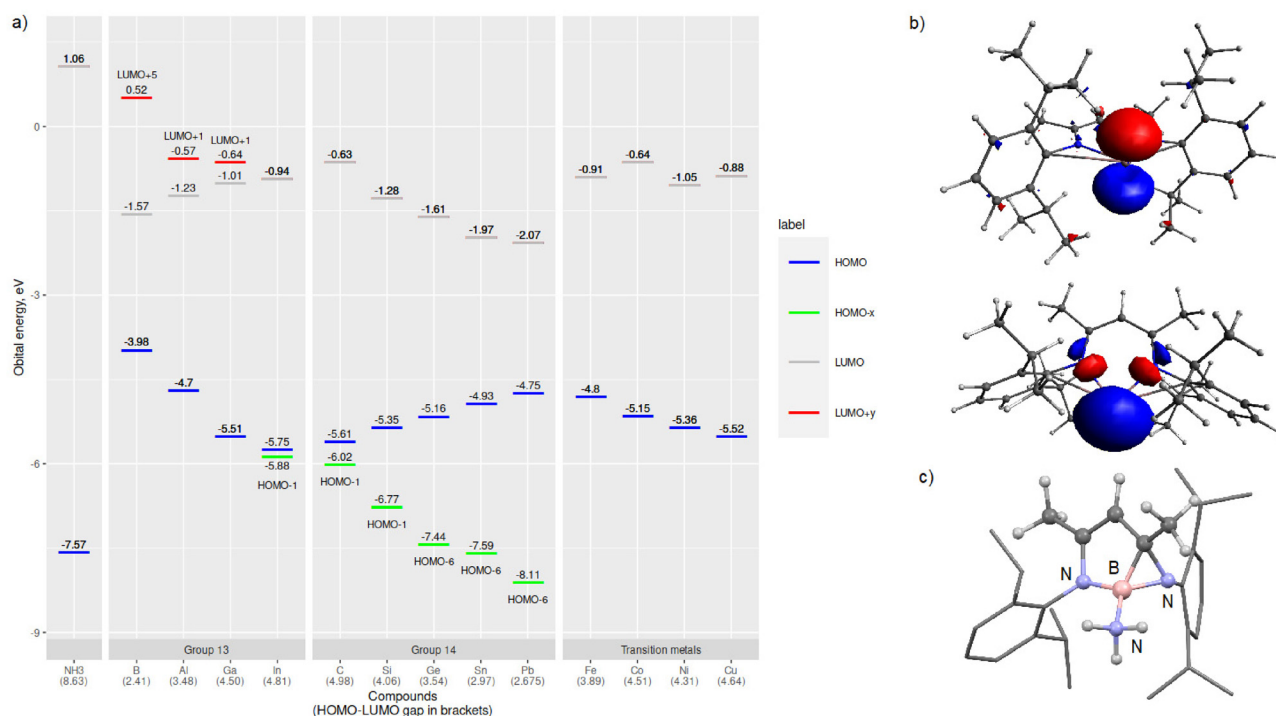 a)
b)
1.06
LUMO+5
0.52
0
LUMO+1
-0.57
LUMO+1
-0.64
-1.01
-0.94
-1.23
-1.57
-0.63
-1.28
-1.61
-1.97
-2.07
-0.91
-0.64
-1.05
-0.88
label
HOMO
HOMO-x
LUMO
LUMO+y
Obital energy, eV
-3
-3.98
-4.7
-5.51
-5.75
-5.88
HOMO-1
-5.61
-6.02
HOMO-1
-5.35
-5.16
-4.93
-4.75
-4.8
-5.15
-5.36
-5.52
-6
-6.77
HOMO-1
-7.44
HOMO-6
-7.59
HOMO-6
-8.11
HOMO-6
-7.57
-9
c)
N
B
N
N
Group 13
Group 14
Transition metals
NH3 B Al Ga In C Si Ge Sn Pb Fe Co Ni Cu
(8.63) (2.41) (3.48) (4.50) (4.81) (4.98) (4.06) (3.54) (2.97) (2.675) (3.89) (4.51) (4.31) (4.64)
Compounds
(HOMO-LUMO gap in brackets)